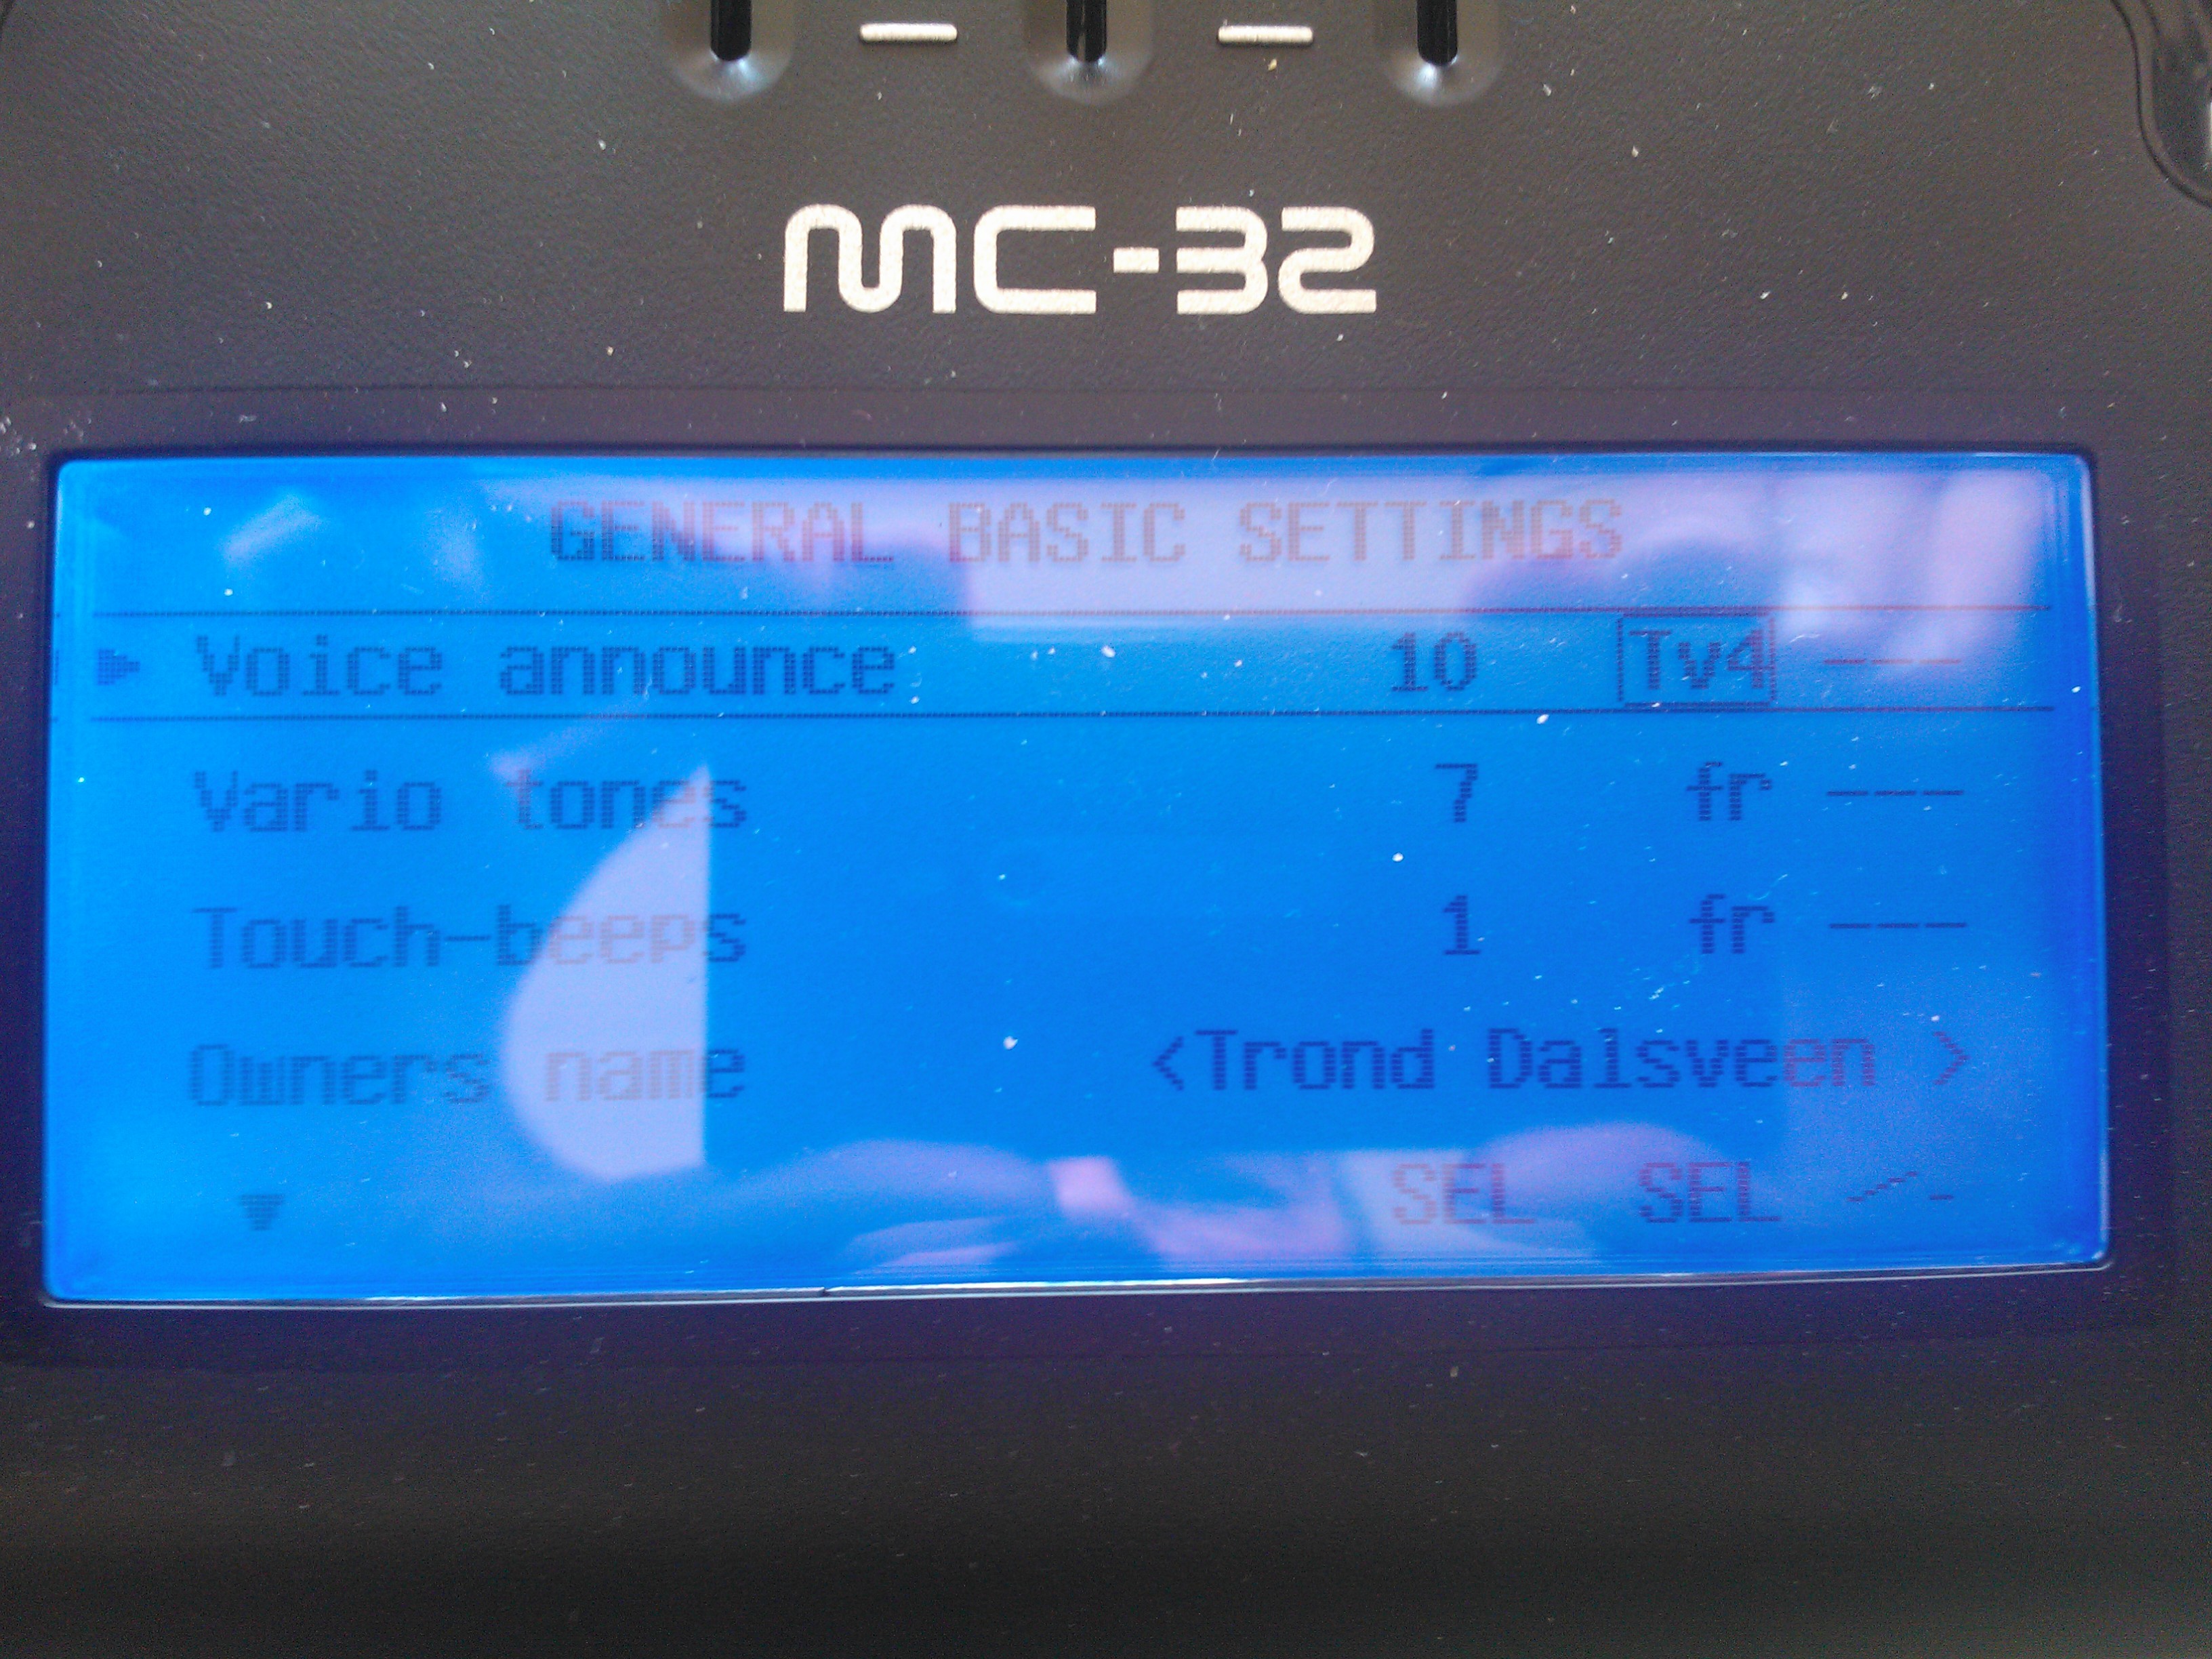 MC-32
GENERAL BASIC SETTINGS
Voice announce 10 Tv4 ---
Vario tones 7 fr ---
Touch-beeps 1 fr ---
Owners name <Trond Dalsveen >
SEL SEL